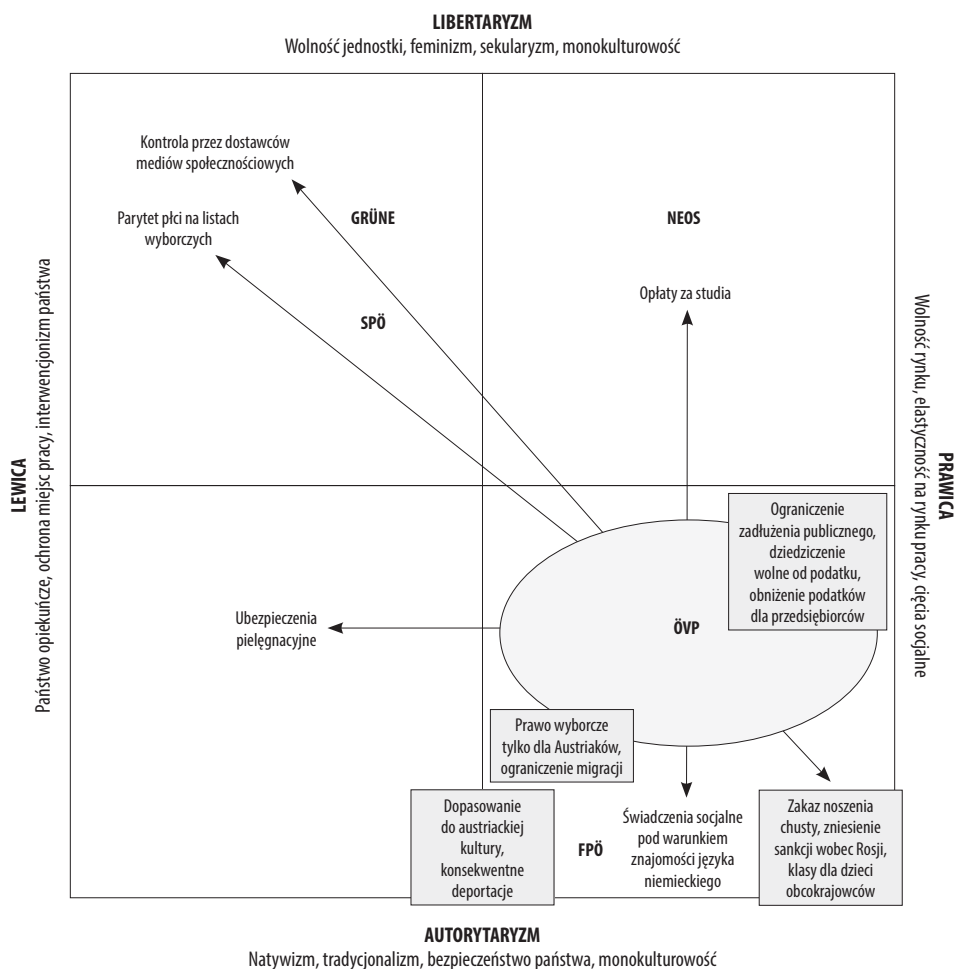 LIBERTARYZM
Wolność jednostki, feminizm, sekularyzm, monokulturowość
Kontrola przez dostawców
mediów społecznościowych
Parytet płci na listach
wyborczych
GRÜNE
NEOS
SPÖ
Opłaty za studia
LEWICA
Państwo opiekuńcze, ochrona miejsc pracy, interwencjonizm państwa
PRAWICA
Wolność rynku, elastyczność na rynku pracy, cięcia socjalne
Ograniczenie
zadłużenia publicznego,
dziedziczenie
wolne od podatku,
obniżenie podatków
dla przedsiębiorców
Ubezpieczenia
pielęgnacyjne
ÖVP
Prawo wyborcze
tylko dla Austriaków,
ograniczenie migracji
Dopasowanie
do austriackiej
kultury,
konsekwentne
deportacje
FPÖ
Świadczenia socjalne
pod warunkiem
znajomości języka
niemieckiego
Zakaz noszenia
chusty, zniesienie
sankcji wobec Rosji,
klasy dla dzieci
obcokrajowców
AUTORYTARYZM
Natywizm, tradycjonalizm, bezpieczeństwo państwa, monokulturowość